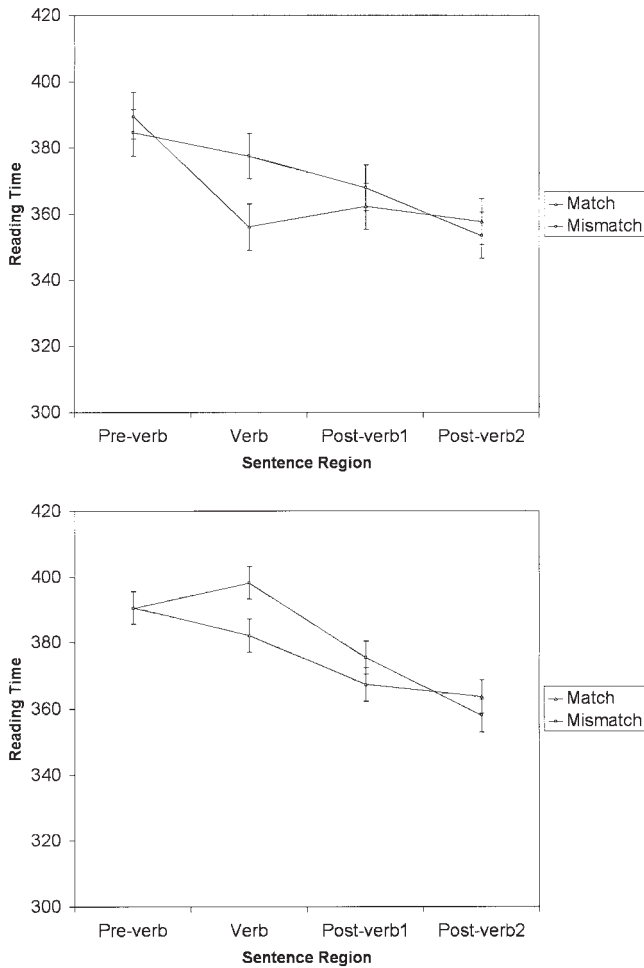 420
400
380
360
340
320
300
Reading Time
Pre-verb Verb Post-verb1 Post-verb2
Sentence Region
Match
Mismatch
420
400
380
360
340
320
300
Reading Time
Pre-verb Verb Post-verb1 Post-verb2
Sentence Region
Match
Mismatch